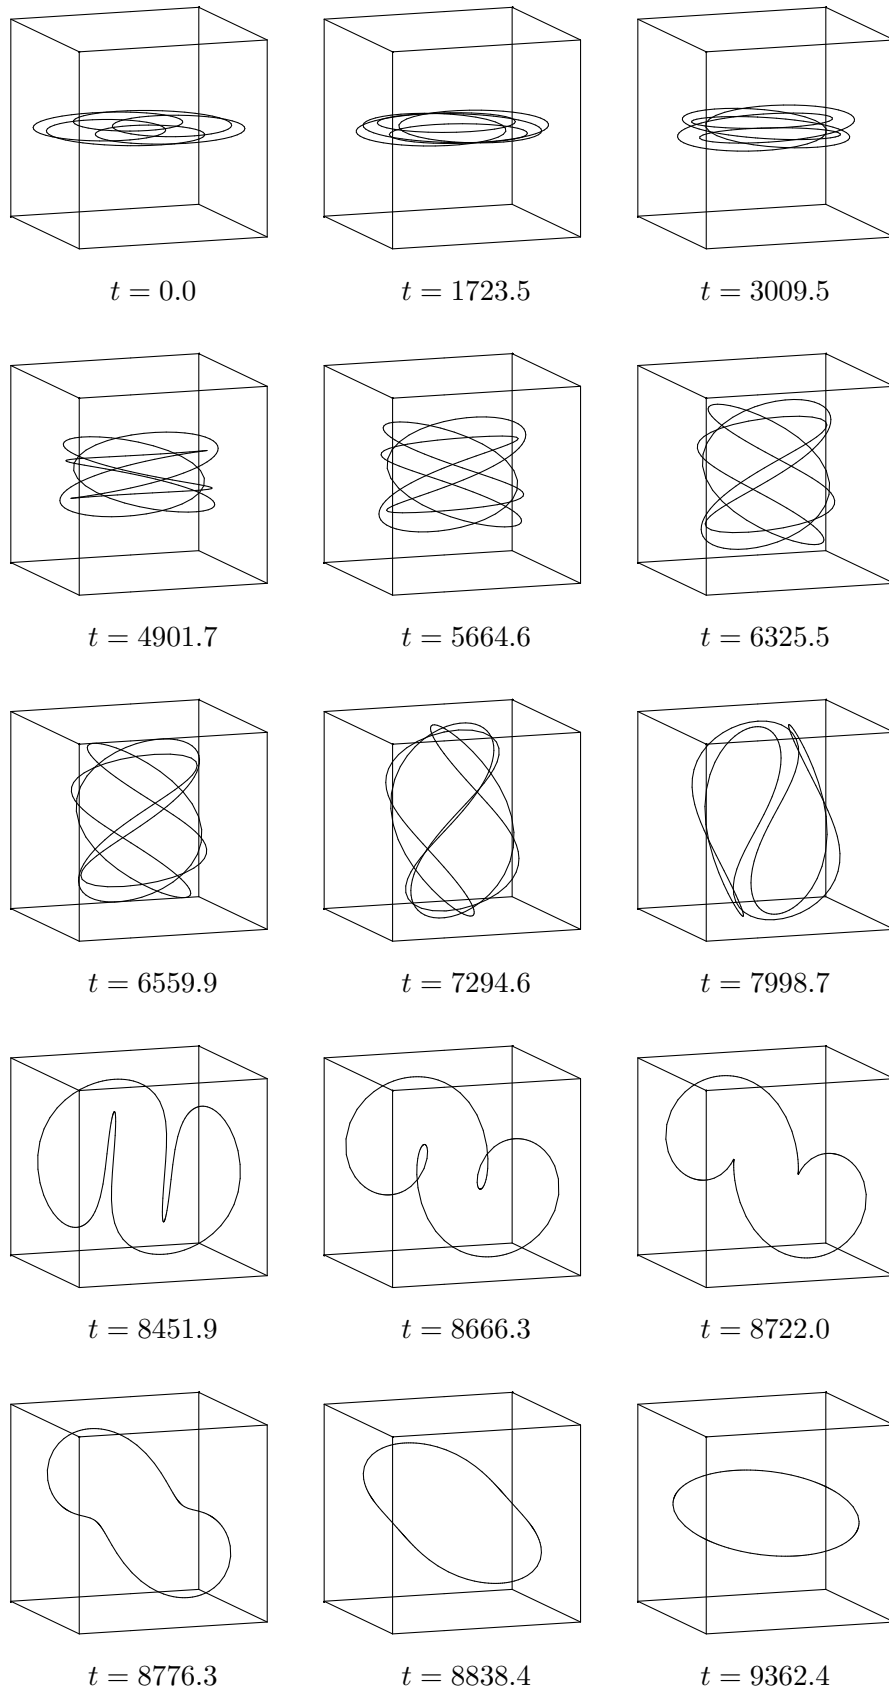 t = 0.0 t = 1723.5 t = 3009.5
t = 4901.7 t = 5664.6 t = 6325.5
t = 6559.9 t = 7294.6 t = 7998.7
t = 8451.9 t = 8666.3 t = 8722.0
t = 8776.3 t = 8838.4 t = 9362.4